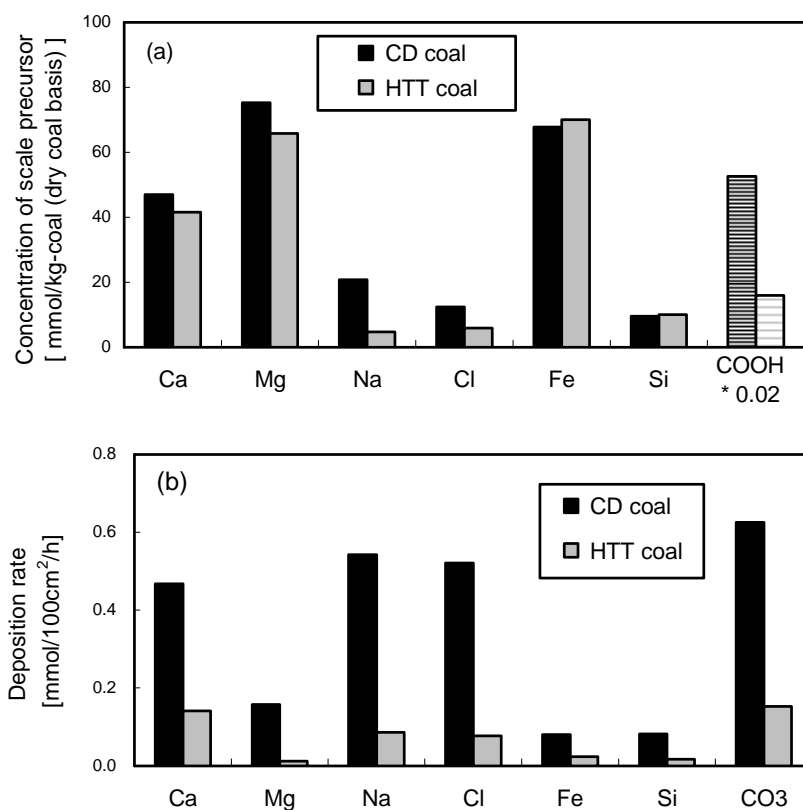 Concentration of scale precursor
[ mmol/kg-coal (dry coal basis) ]
100
80
60
40
20
0
(a)
CD coal
HTT coal
Ca Mg Na Cl Fe Si COOH
* 0.02
Deposition rate
[mmol/100cm²/h]
0.8
0.6
0.4
0.2
0.0
(b)
CD coal
HTT coal
Ca Mg Na Cl Fe Si CO3